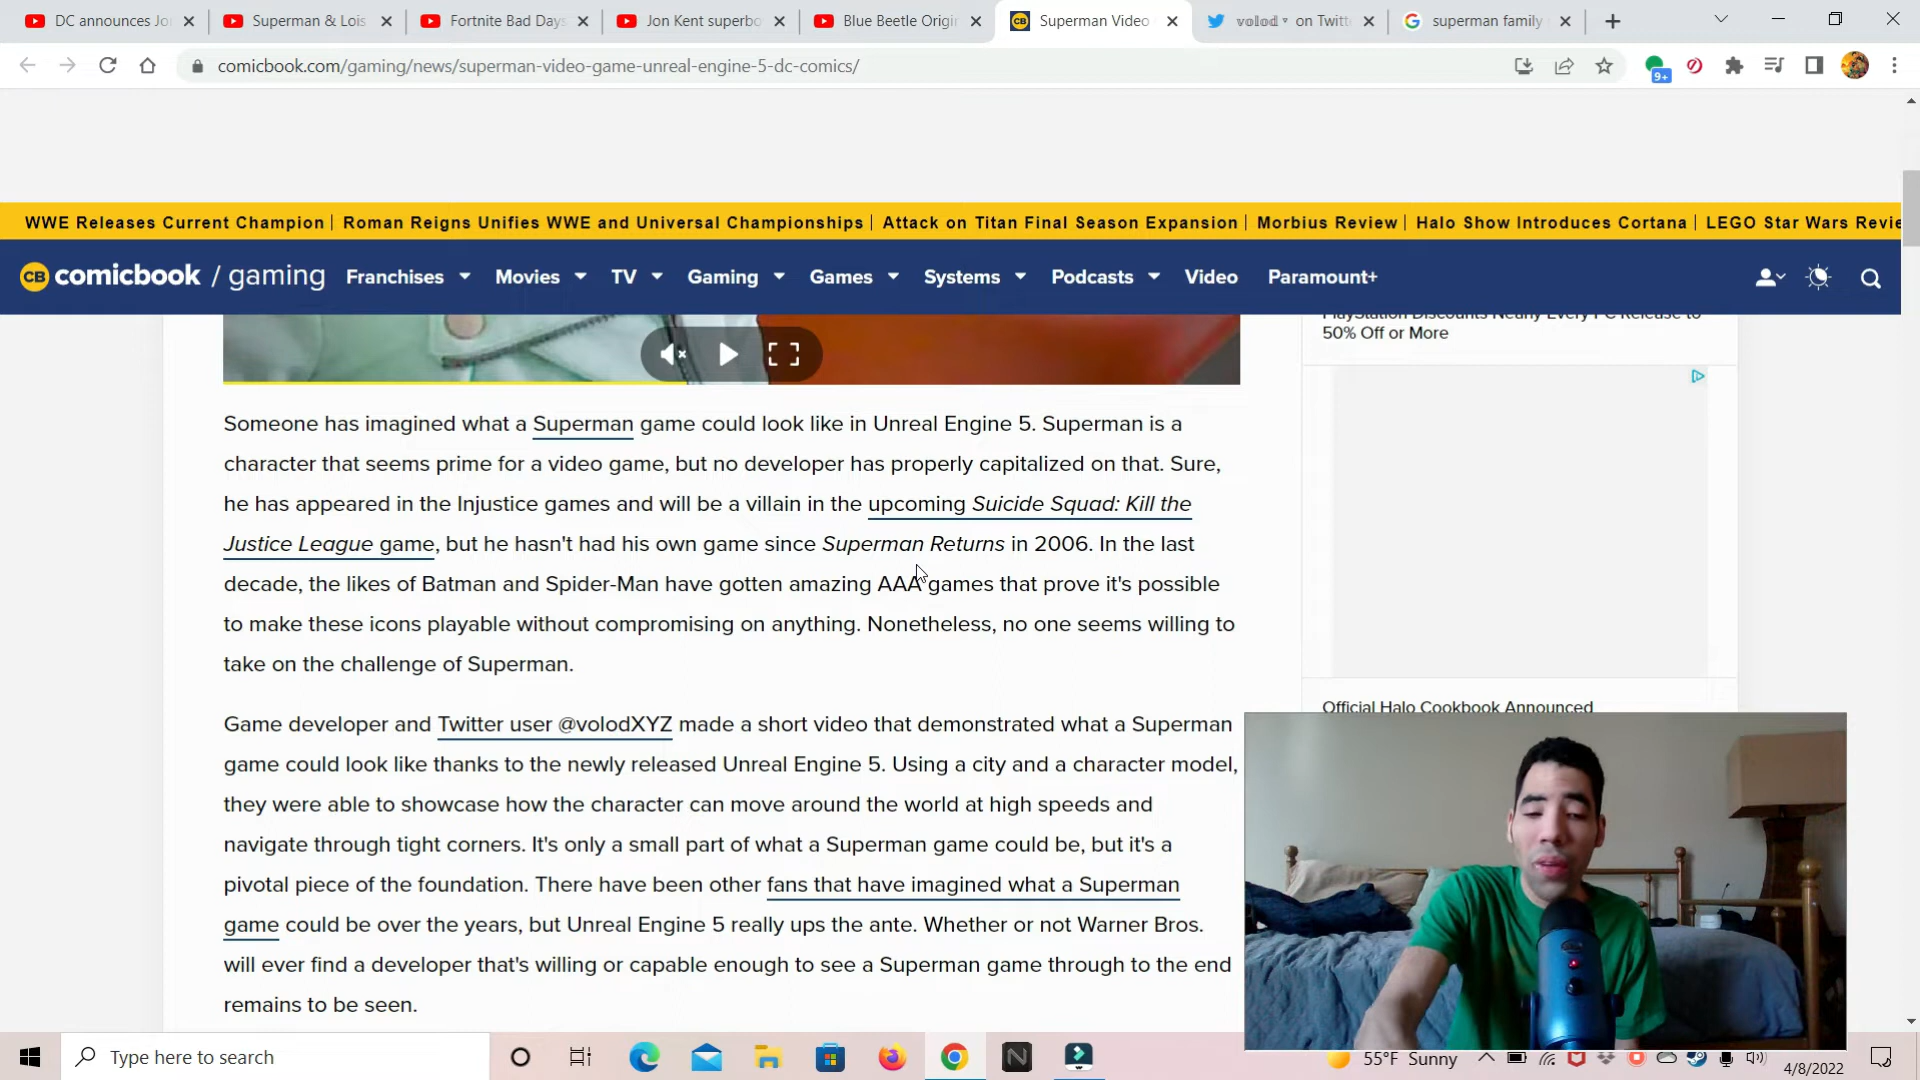 DC announces Jo
Superman & Lois
Fortnite Bad Days
Jon Kent superbo
Blue Beetle Origi
CB Superman Video
volod on Twitt
superman family
comicbook.com/gaming/news/superman-video-game-unreal-engine-5-dc-comics/
9+
WWE Releases Current Champion | Roman Reigns Unifies WWE and Universal Championships | Attack on Titan Final Season Expansion | Morbius Review | Halo Show Introduces Cortana | LEGO Star Wars Revie
CB comicbook / gaming Franchises Movies TV Gaming Games Systems Podcasts Video Paramount+
PlayStation Discounts Nearly Every PC Release to
50% Off or More
Someone has imagined what a Superman game could look like in Unreal Engine 5. Superman is a
character that seems prime for a video game, but no developer has properly capitalized on that. Sure,
he has appeared in the Injustice games and will be a villain in the upcoming Suicide Squad: Kill the
Justice League game, but he hasn't had his own game since Superman Returns in 2006. In the last
decade, the likes of Batman and Spider-Man have gotten amazing AAA games that prove it's possible
to make these icons playable without compromising on anything. Nonetheless, no one seems willing to
take on the challenge of Superman.
Official Halo Cookbook Announced
Game developer and Twitter user @volodXYZ made a short video that demonstrated what a Superman
game could look like thanks to the newly released Unreal Engine 5. Using a city and a character model,
they were able to showcase how the character can move around the world at high speeds and
navigate through tight corners. It's only a small part of what a Superman game could be, but it's a
pivotal piece of the foundation. There have been other fans that have imagined what a Superman
game could be over the years, but Unreal Engine 5 really ups the ante. Whether or not Warner Bros.
will ever find a developer that's willing or capable enough to see a Superman game through to the end
remains to be seen.
Type here to search
55°F Sunny
4/8/2022